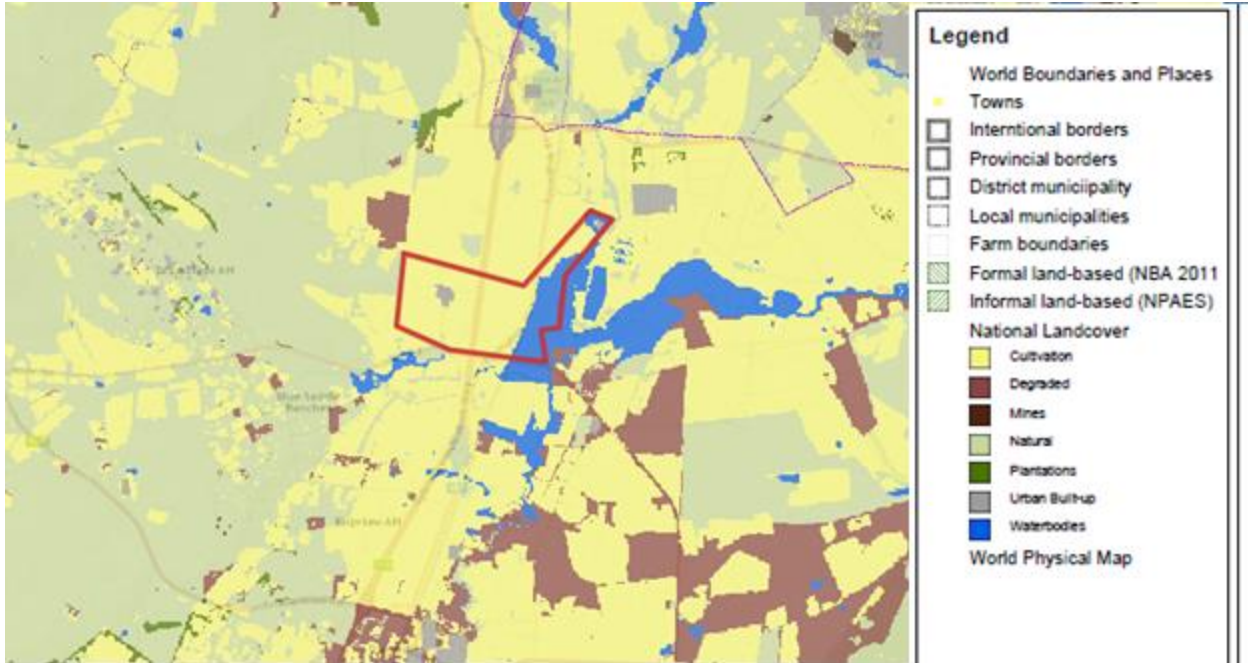 Legend
World Boundaries and Places
Towns
Interntional borders
Provincial borders
District municiipality
Local municipalities
Farm boundaries
Formal land-based (NBA 2011
Informal land-based (NPAES)
National Landcover
Cultivation
Degraded
Mines
Natural
Plantations
Urban Built-up
Waterbodies
World Physical Map